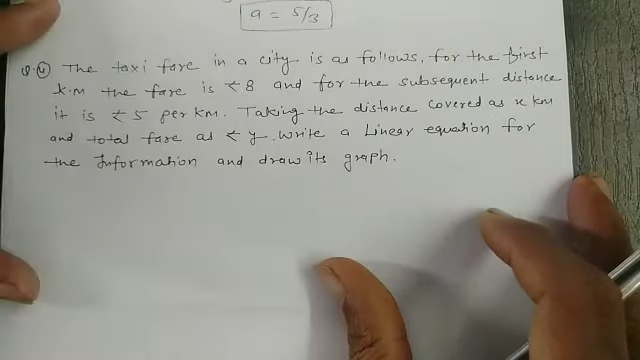 a = 5/3
Q.4 The taxi fare in a city is as follows, for the first
k.m the fare is ₹8 and for the subsequent distance
it is ₹5 per km. Taking the distance covered as x km
and total fare as ₹y. Write a Linear equation for
the Information and draw its graph.